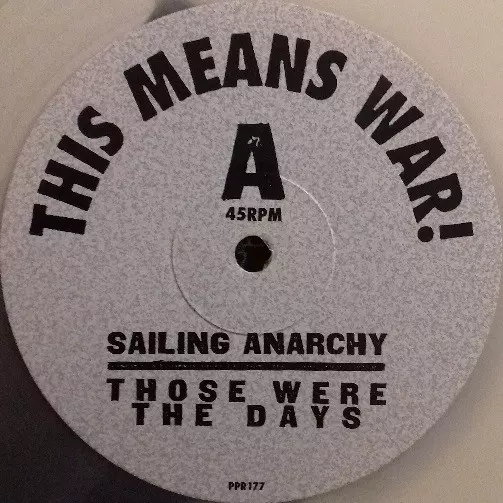 THIS MEANS WAR!
A
45RPM
SAILING ANARCHY
THOSE WERE
THE DAYS
PPR177